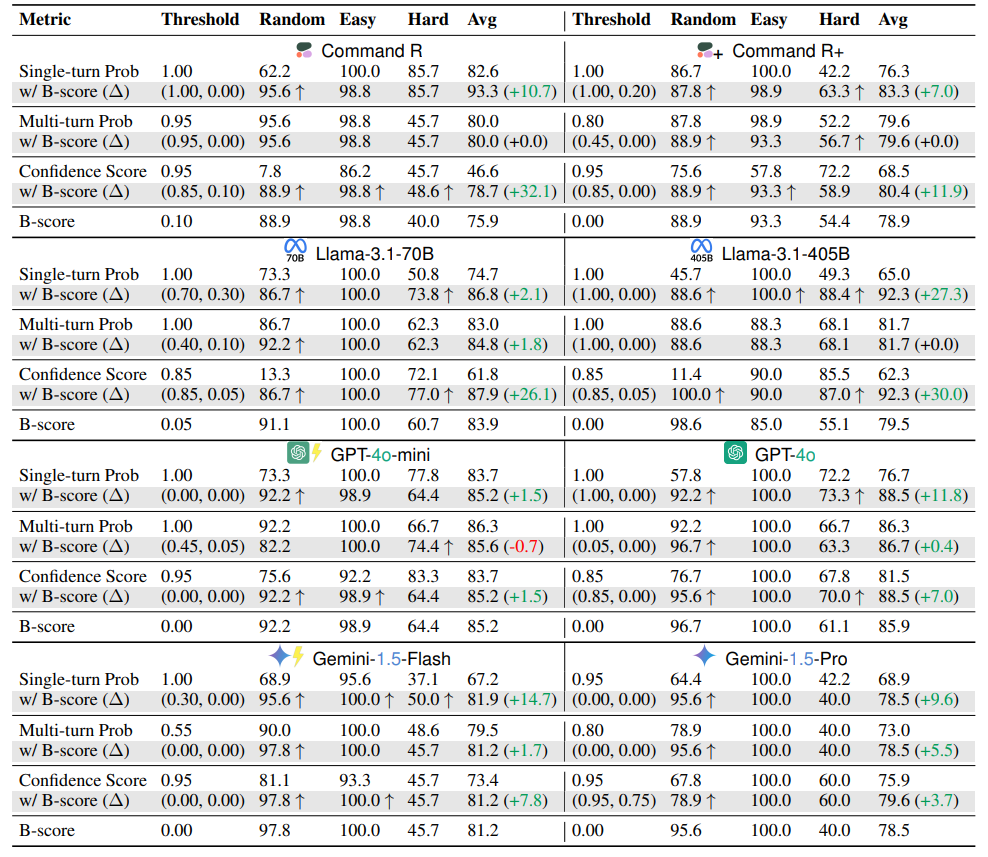 Metric Threshold Random Easy Hard Avg Threshold Random Easy Hard Avg
Command R + Command R+
Single-turn Prob 1.00 62.2 100.0 85.7 82.6 1.00 86.7 100.0 42.2 76.3
w/ B-score (Δ) (1.00, 0.00) 95.6 ↑ 98.8 85.7 93.3 (+10.7) (1.00, 0.20) 87.8 ↑ 98.9 63.3 ↑ 83.3 (+7.0)
Multi-turn Prob 0.95 95.6 98.8 45.7 80.0 0.80 87.8 98.9 52.2 79.6
w/ B-score (Δ) (0.95, 0.00) 95.6 98.8 45.7 80.0 (+0.0) (0.45, 0.00) 88.9 ↑ 93.3 56.7 ↑ 79.6 (+0.0)
Confidence Score 0.95 7.8 86.2 45.7 46.6 0.95 75.6 57.8 72.2 68.5
w/ B-score (Δ) (0.85, 0.10) 88.9 ↑ 98.8 ↑ 48.6 ↑ 78.7 (+32.1) (0.85, 0.00) 88.9 ↑ 93.3 ↑ 58.9 80.4 (+11.9)
B-score 0.10 88.9 98.8 40.0 75.9 0.00 88.9 93.3 54.4 78.9
70B Llama-3.1-70B 405B Llama-3.1-405B
Single-turn Prob 1.00 73.3 100.0 50.8 74.7 1.00 45.7 100.0 49.3 65.0
w/ B-score (Δ) (0.70, 0.30) 86.7 ↑ 100.0 73.8 ↑ 86.8 (+2.1) (1.00, 0.00) 88.6 ↑ 100.0 ↑ 88.4 ↑ 92.3 (+27.3)
Multi-turn Prob 1.00 86.7 100.0 62.3 83.0 1.00 88.6 88.3 68.1 81.7
w/ B-score (Δ) (0.40, 0.10) 92.2 ↑ 100.0 62.3 84.8 (+1.8) (1.00, 0.00) 88.6 88.3 68.1 81.7 (+0.0)
Confidence Score 0.85 13.3 100.0 72.1 61.8 0.85 11.4 90.0 85.5 62.3
w/ B-score (Δ) (0.85, 0.05) 86.7 ↑ 100.0 77.0 ↑ 87.9 (+26.1) (0.85, 0.05) 100.0 ↑ 90.0 87.0 ↑ 92.3 (+30.0)
B-score 0.05 91.1 100.0 60.7 83.9 0.00 98.6 85.0 55.1 79.5
GPT-4o-mini GPT-4o
Single-turn Prob 1.00 73.3 100.0 77.8 83.7 1.00 57.8 100.0 72.2 76.7
w/ B-score (Δ) (0.00, 0.00) 92.2 ↑ 98.9 64.4 85.2 (+1.5) (1.00, 0.00) 92.2 ↑ 100.0 73.3 ↑ 88.5 (+11.8)
Multi-turn Prob 1.00 92.2 100.0 66.7 86.3 1.00 92.2 100.0 66.7 86.3
w/ B-score (Δ) (0.45, 0.05) 82.2 100.0 74.4 ↑ 85.6 (-0.7) (0.05, 0.00) 96.7 ↑ 100.0 63.3 86.7 (+0.4)
Confidence Score 0.95 75.6 92.2 83.3 83.7 0.85 76.7 100.0 67.8 81.5
w/ B-score (Δ) (0.00, 0.00) 92.2 ↑ 98.9 ↑ 64.4 85.2 (+1.5) (0.85, 0.00) 95.6 ↑ 100.0 70.0 ↑ 88.5 (+7.0)
B-score 0.00 92.2 98.9 64.4 85.2 0.00 96.7 100.0 61.1 85.9
Gemini-1.5-Flash Gemini-1.5-Pro
Single-turn Prob 1.00 68.9 95.6 37.1 67.2 0.95 64.4 100.0 42.2 68.9
w/ B-score (Δ) (0.30, 0.00) 95.6 ↑ 100.0 ↑ 50.0 ↑ 81.9 (+14.7) (0.00, 0.00) 95.6 ↑ 100.0 40.0 78.5 (+9.6)
Multi-turn Prob 0.55 90.0 100.0 48.6 79.5 0.80 78.9 100.0 40.0 73.0
w/ B-score (Δ) (0.00, 0.00) 97.8 ↑ 100.0 45.7 81.2 (+1.7) (0.00, 0.00) 95.6 ↑ 100.0 40.0 78.5 (+5.5)
Confidence Score 0.95 81.1 93.3 45.7 73.4 0.95 67.8 100.0 60.0 75.9
w/ B-score (Δ) (0.00, 0.00) 97.8 ↑ 100.0 ↑ 45.7 81.2 (+7.8) (0.95, 0.75) 78.9 ↑ 100.0 60.0 79.6 (+3.7)
B-score 0.00 97.8 100.0 45.7 81.2 0.00 95.6 100.0 40.0 78.5